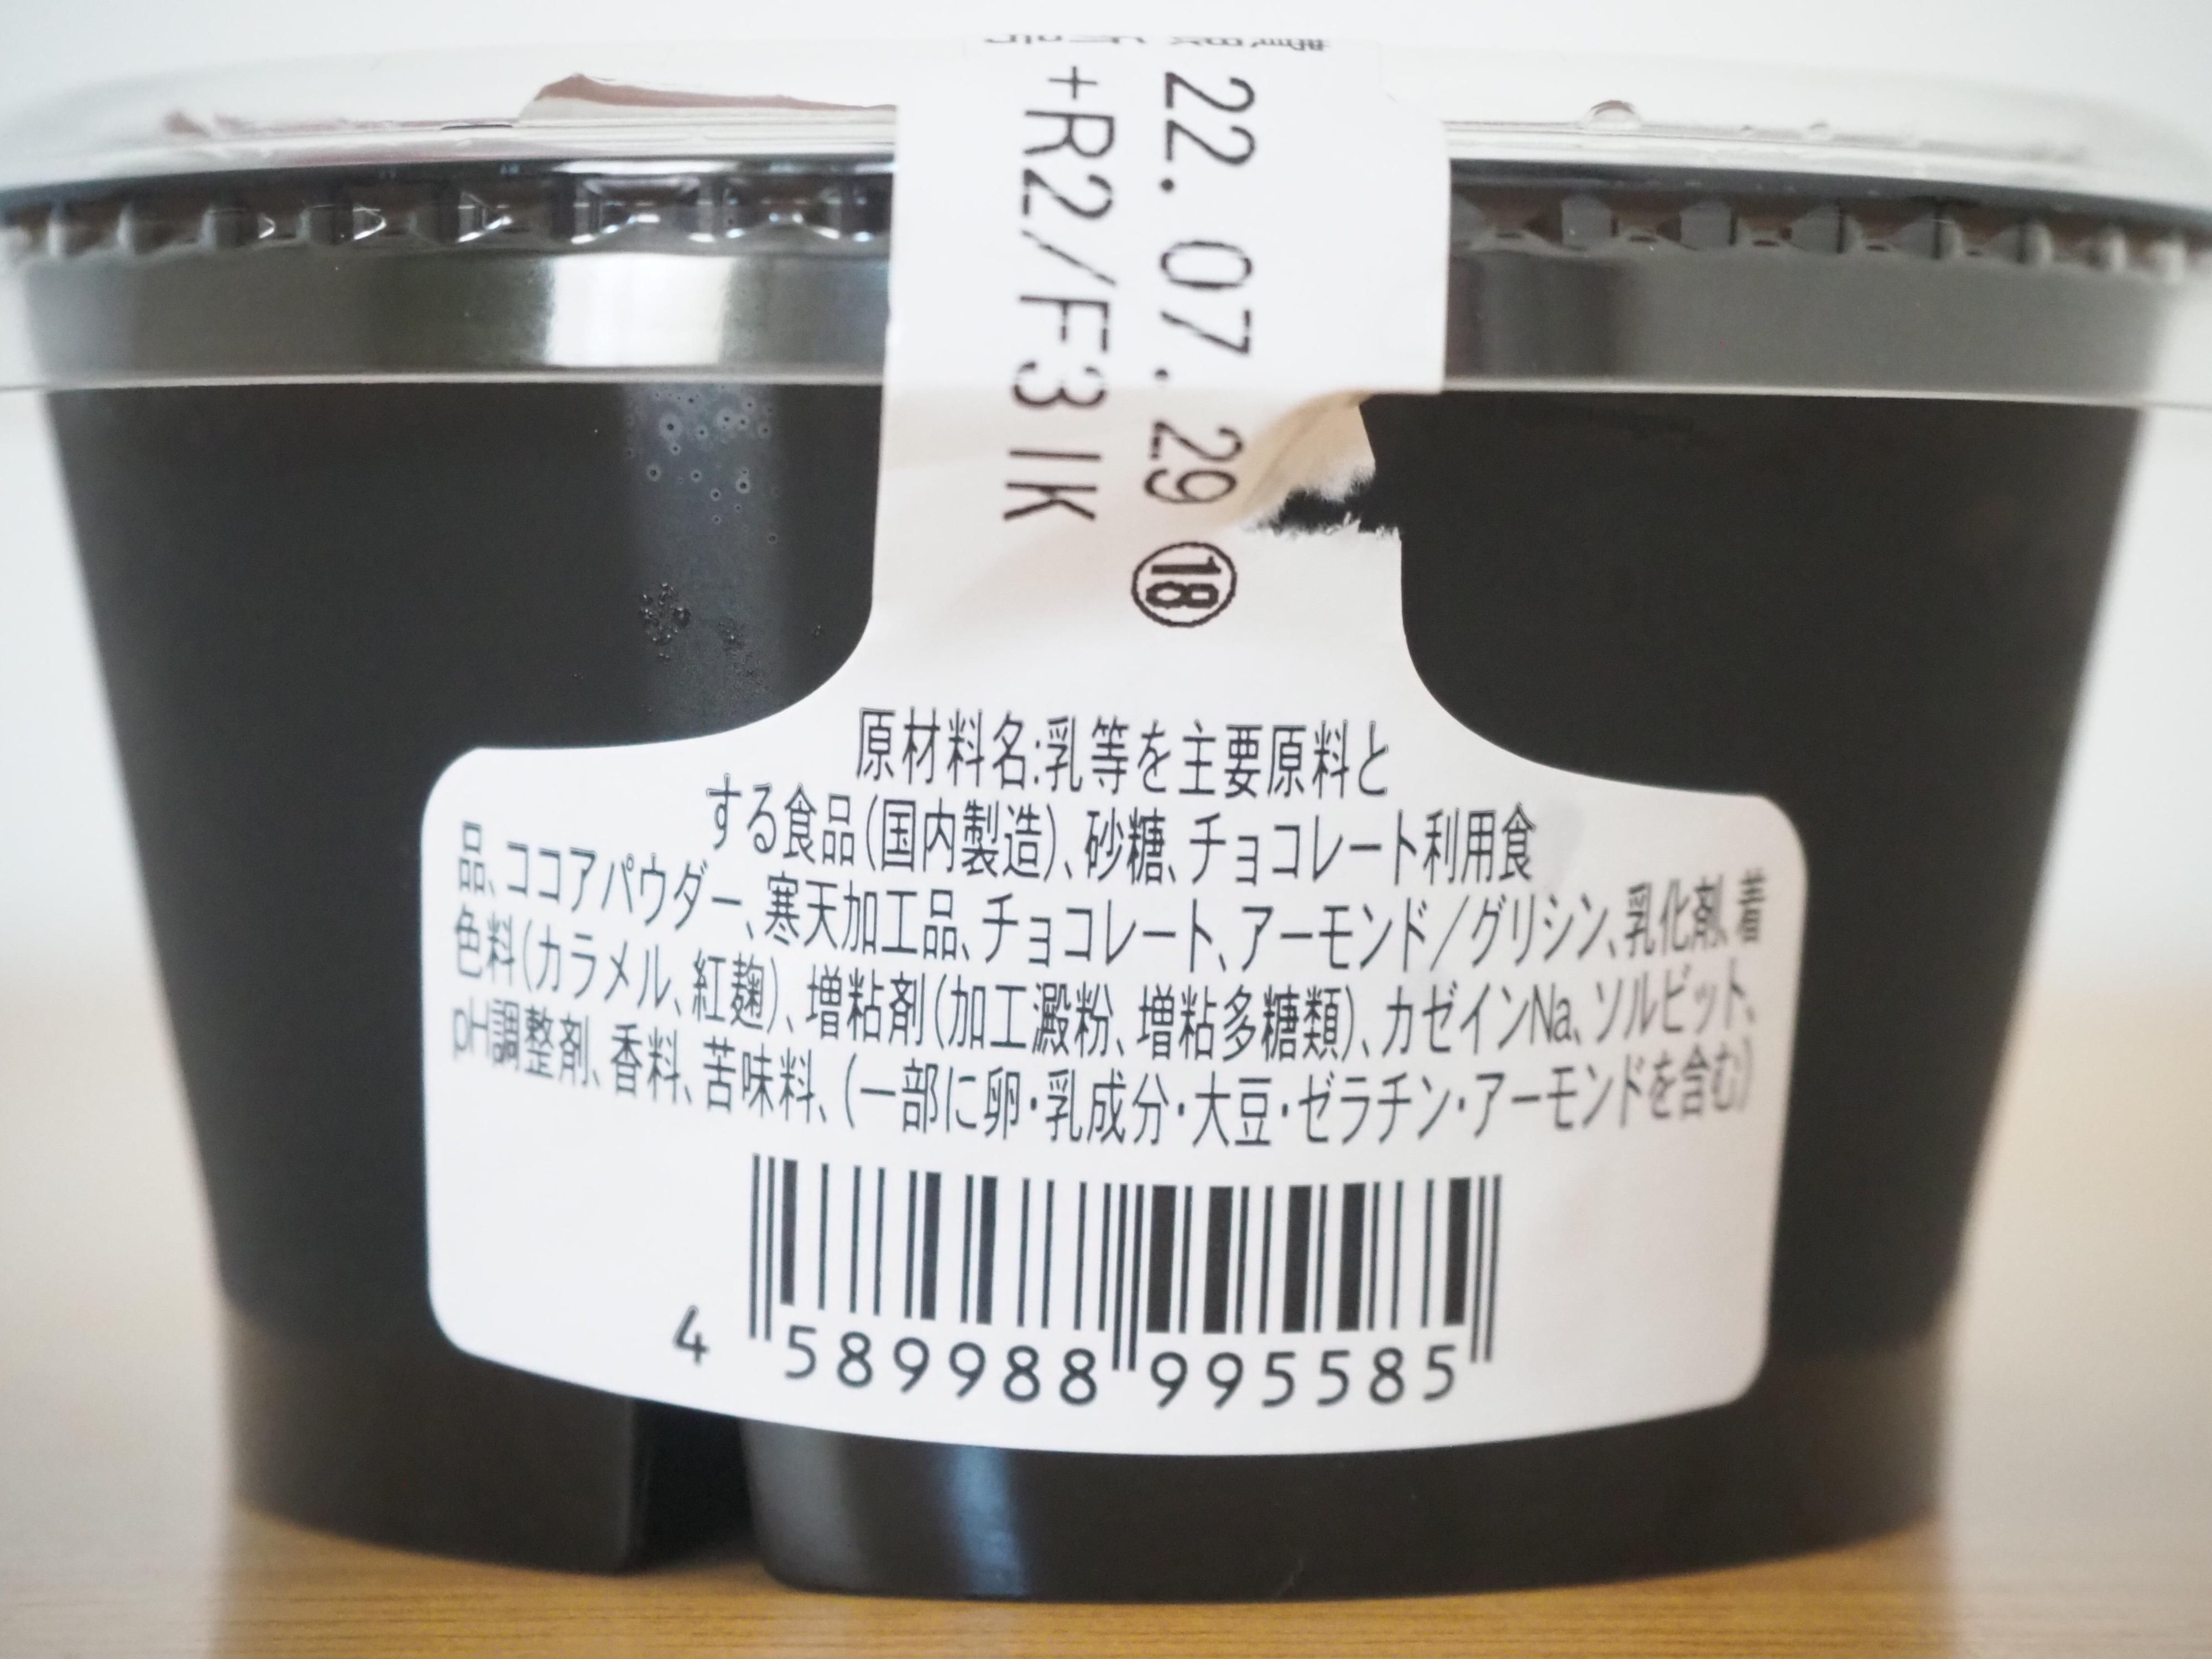 22.07.29 ⑱
+R2/F3 IK
原材料名:乳等を主要原料と
する食品(国内製造)、砂糖、チョコレート利用食
品、ココアパウダー、寒天加工品、チョコレート、アーモンド/グリシン、乳化剤、着
色料(カラメル、紅麹)、増粘剤(加工澱粉、増粘多糖類)、カゼインNa、ソルビット、
pH調整剤、香料、苦味料、(一部に卵・乳成分・大豆・ゼラチン・アーモンドを含む)
4 589988 995585